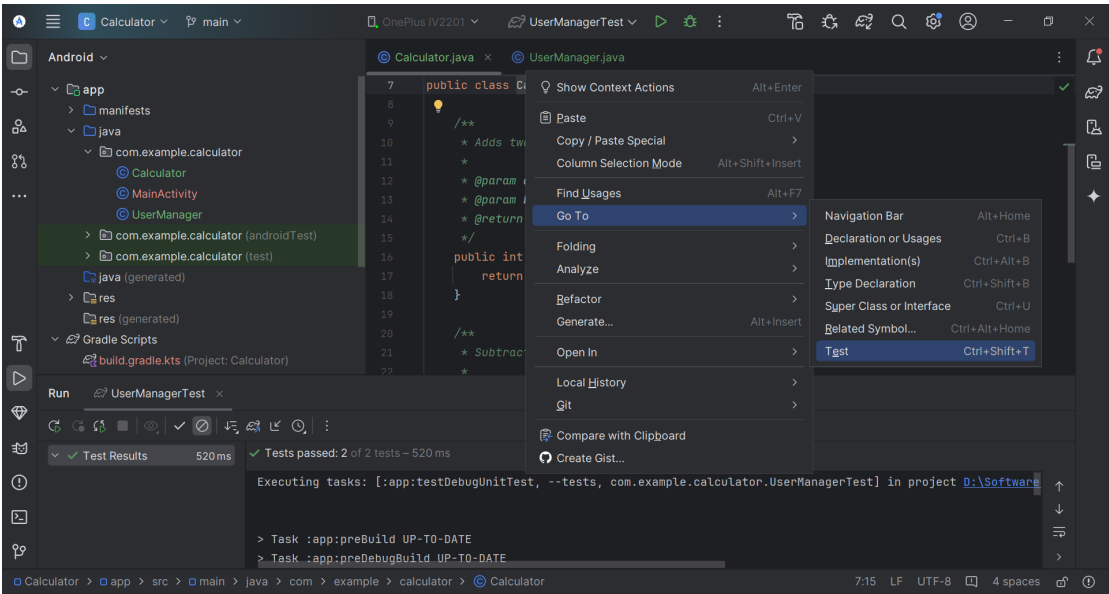 C Calculator main OnePlus IV2201 UserManagerTest
Android
Calculator.java × UserManager.java
app
manifests
java
com.example.calculator
Calculator
MainActivity
UserManager
com.example.calculator (androidTest)
com.example.calculator (test)
java (generated)
res
res (generated)
Gradle Scripts
build.gradle.kts (Project: Calculator)
7 public class Ca
8
9 /**
10 * Adds two
11 *
12 * @param
13 * @param
14 * @return
15 */
16 public int
17 return
18 }
19
20 /**
21 * Subtrac
22 *
Show Context Actions Alt+Enter
Paste Ctrl+V
Copy / Paste Special
Column Selection Mode Alt+Shift+Insert
Find Usages Alt+F7
Go To
Folding
Analyze
Refactor
Generate... Alt+Insert
Open In
Local History
Git
Compare with Clipboard
Create Gist...
Navigation Bar Alt+Home
Declaration or Usages Ctrl+B
Implementation(s) Ctrl+Alt+B
Type Declaration Ctrl+Shift+B
Super Class or Interface Ctrl+U
Related Symbol... Ctrl+Alt+Home
Test Ctrl+Shift+T
Run UserManagerTest ×
Test Results 520 ms
Tests passed: 2 of 2 tests – 520 ms
Executing tasks: [:app:testDebugUnitTest, --tests, com.example.calculator.UserManagerTest] in project D:\Software
> Task :app:preBuild UP-TO-DATE
> Task :app:preDebugBuild UP-TO-DATE
Calculator > app > src > main > java > com > example > calculator > Calculator 7:15 LF UTF-8 4 spaces